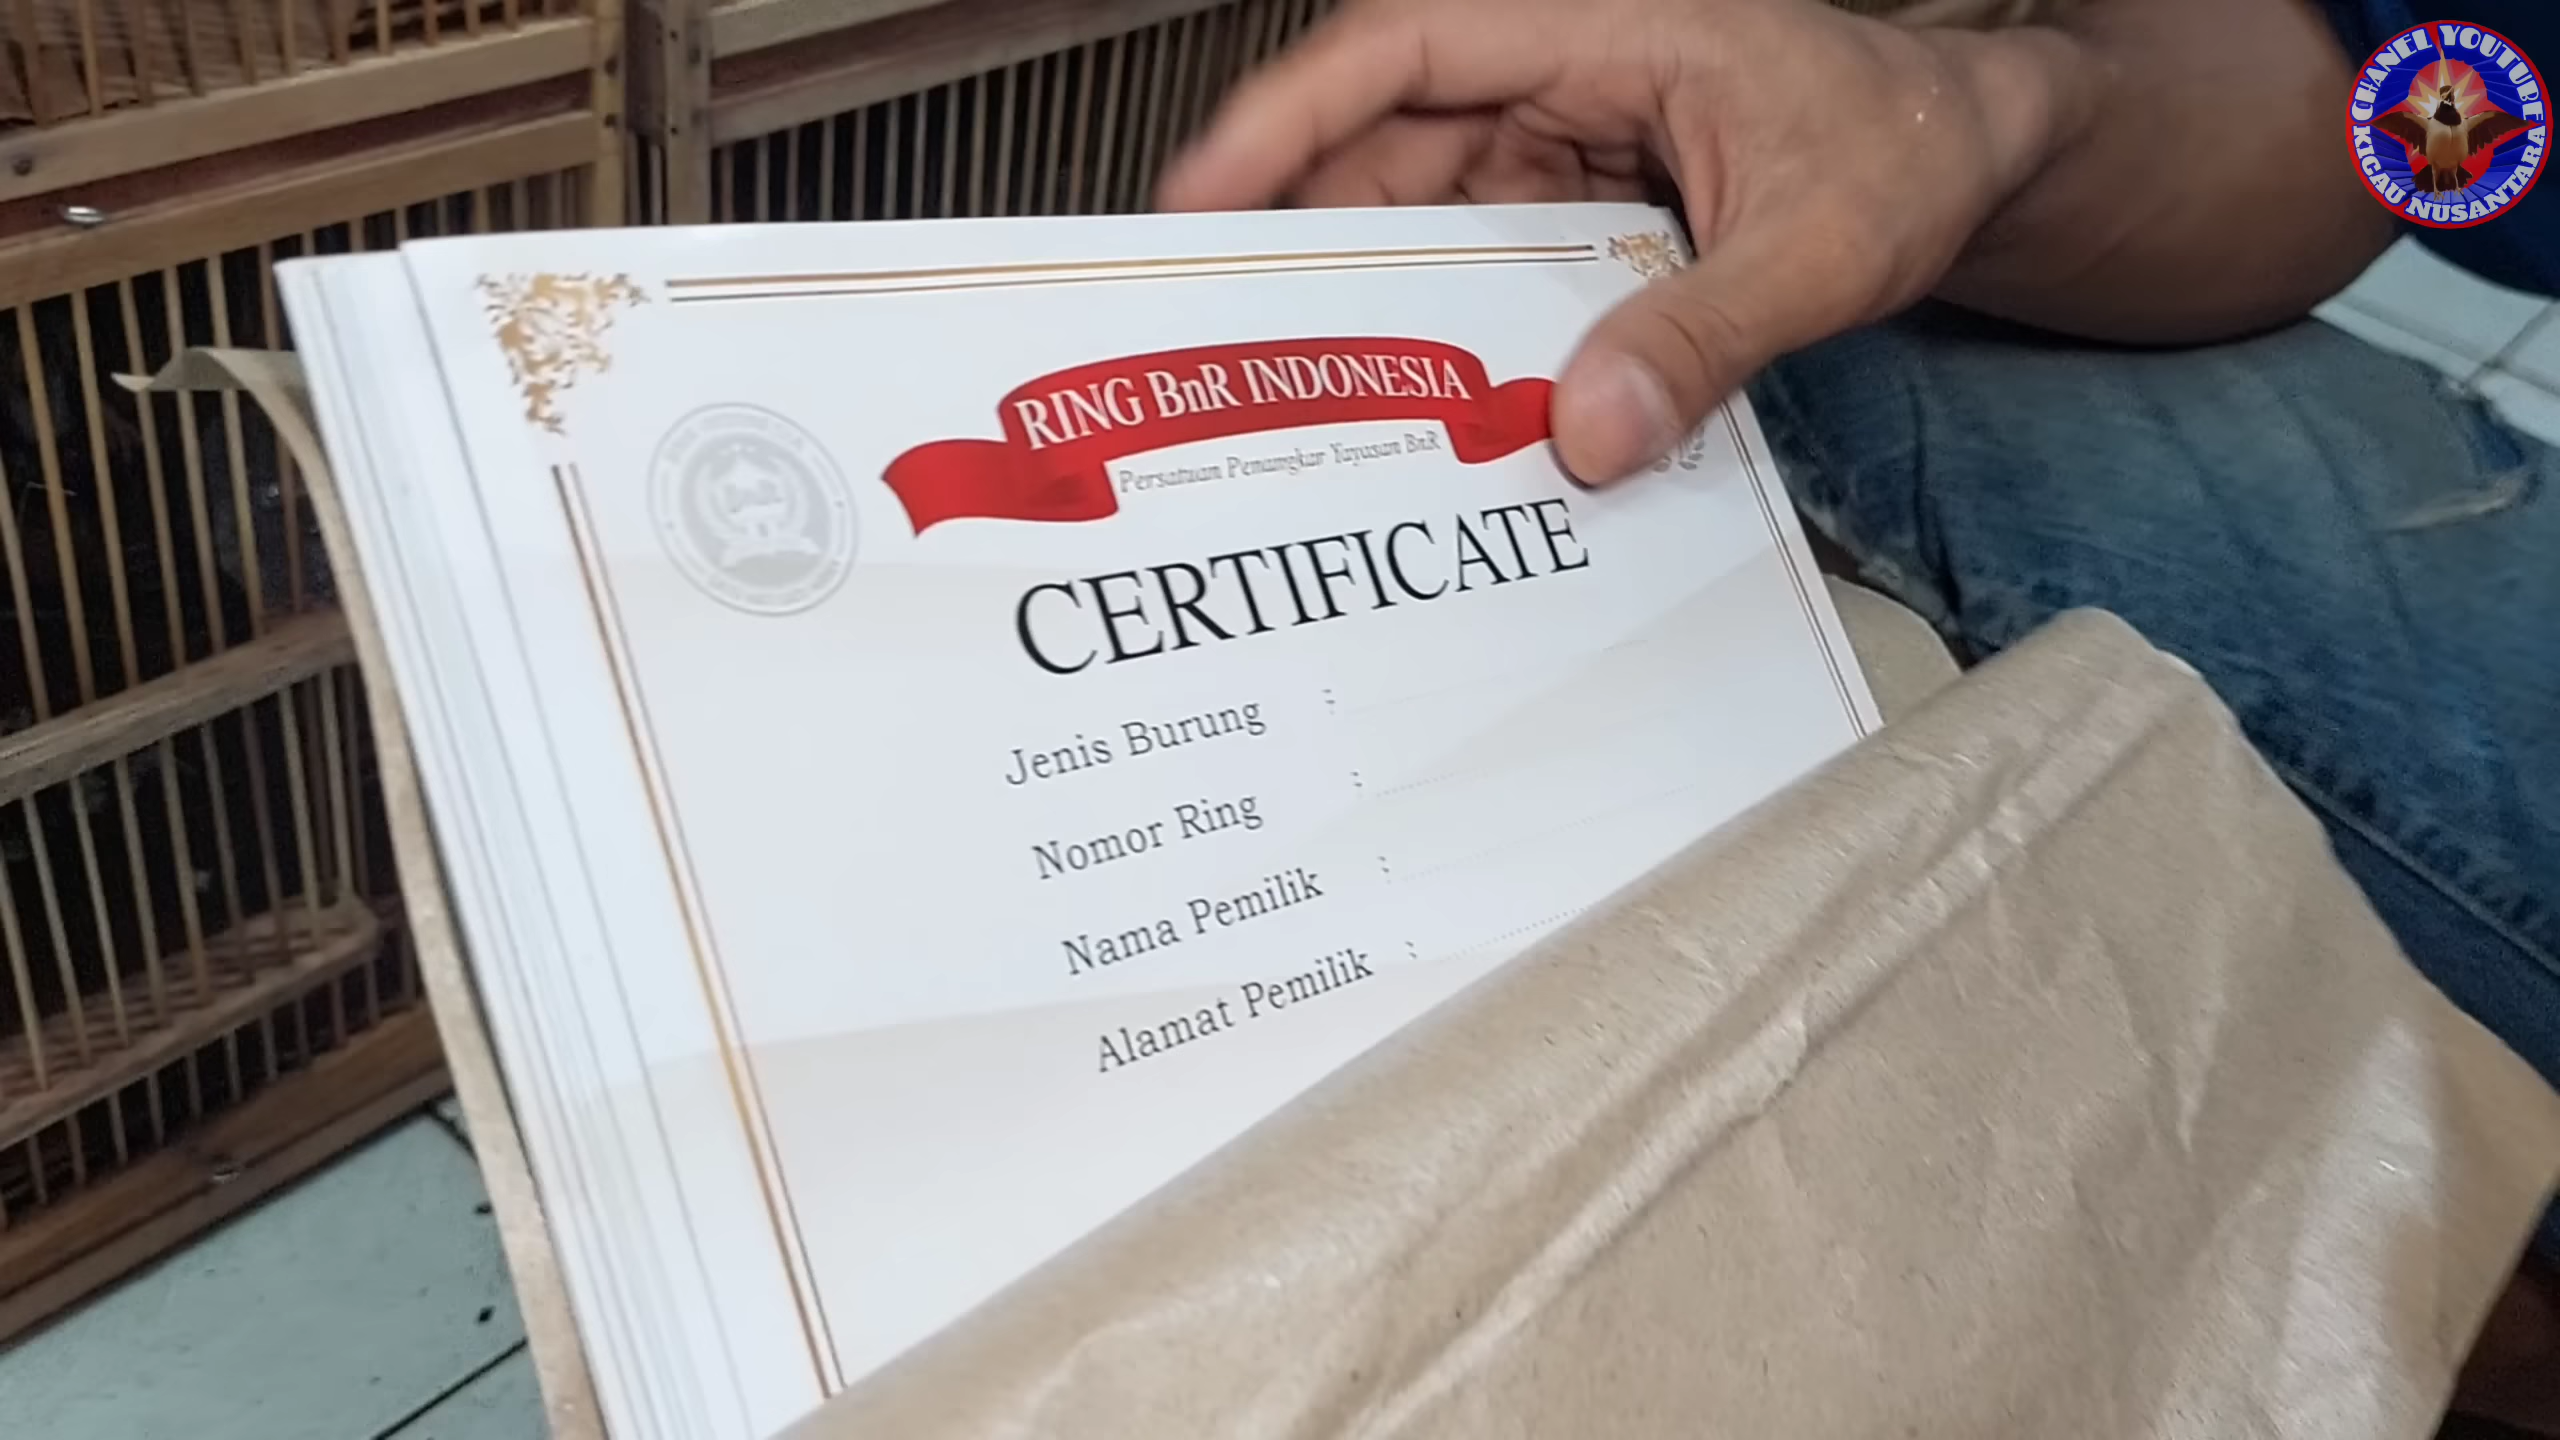 CHANEL YOUTUBE
KICAU NUSANTARA
RING BnR INDONESIA
Persatuan Penangkar Yayasan BnR
BnR
CERTIFICATE
Jenis Burung :
Nomor Ring :
Nama Pemilik :
Alamat Pemilik :